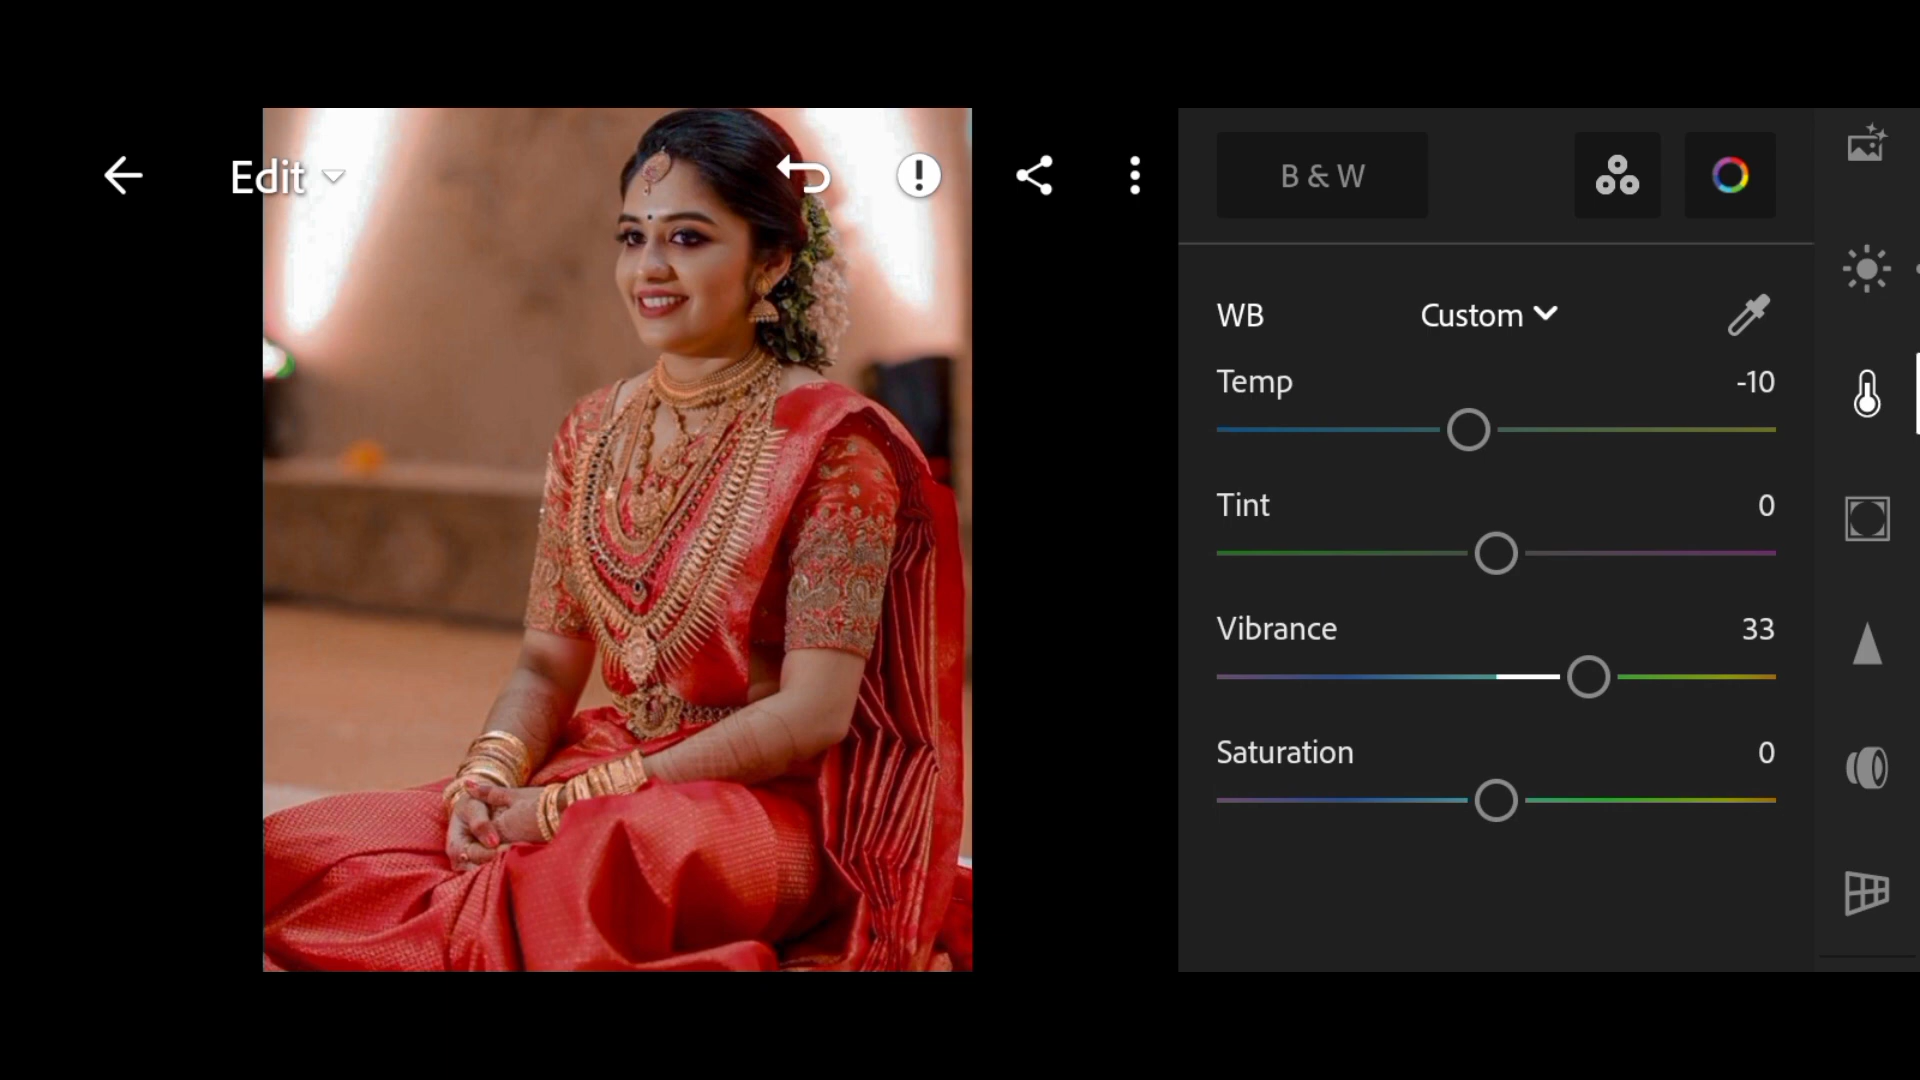 Edit
B & W
WB Custom
Temp -10
Tint 0
Vibrance 33
Saturation 0